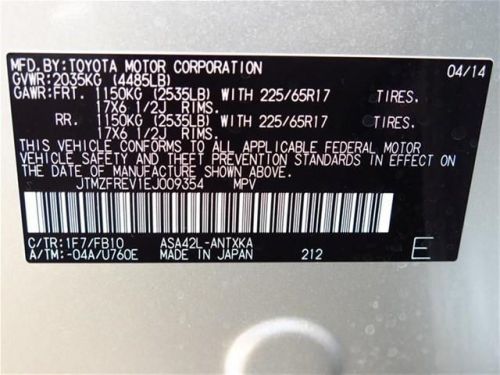 MFD. BY: TOYOTA MOTOR CORPORATION 04/14
GVWR: 2035KG (4485LB)
GAWR: FRT. 1150KG (2535LB) WITH 225/65R17 TIRES.
17X6 1/2J RIMS.
RR. 1150KG (2535LB) WITH 225/65R17 TIRES.
17X6 1/2J RIMS.
THIS VEHICLE CONFORMS TO ALL APPLICABLE FEDERAL MOTOR
VEHICLE SAFETY AND THEFT PREVENTION STANDARDS IN EFFECT ON
THE DATE OF MANUFACTURE SHOWN ABOVE.
JTMZFREV1EJ009354 MPV
C/TR: 1F7/FB10 ASA42L-ANTXKA
A/TM: -04A/U760E MADE IN JAPAN 212 E